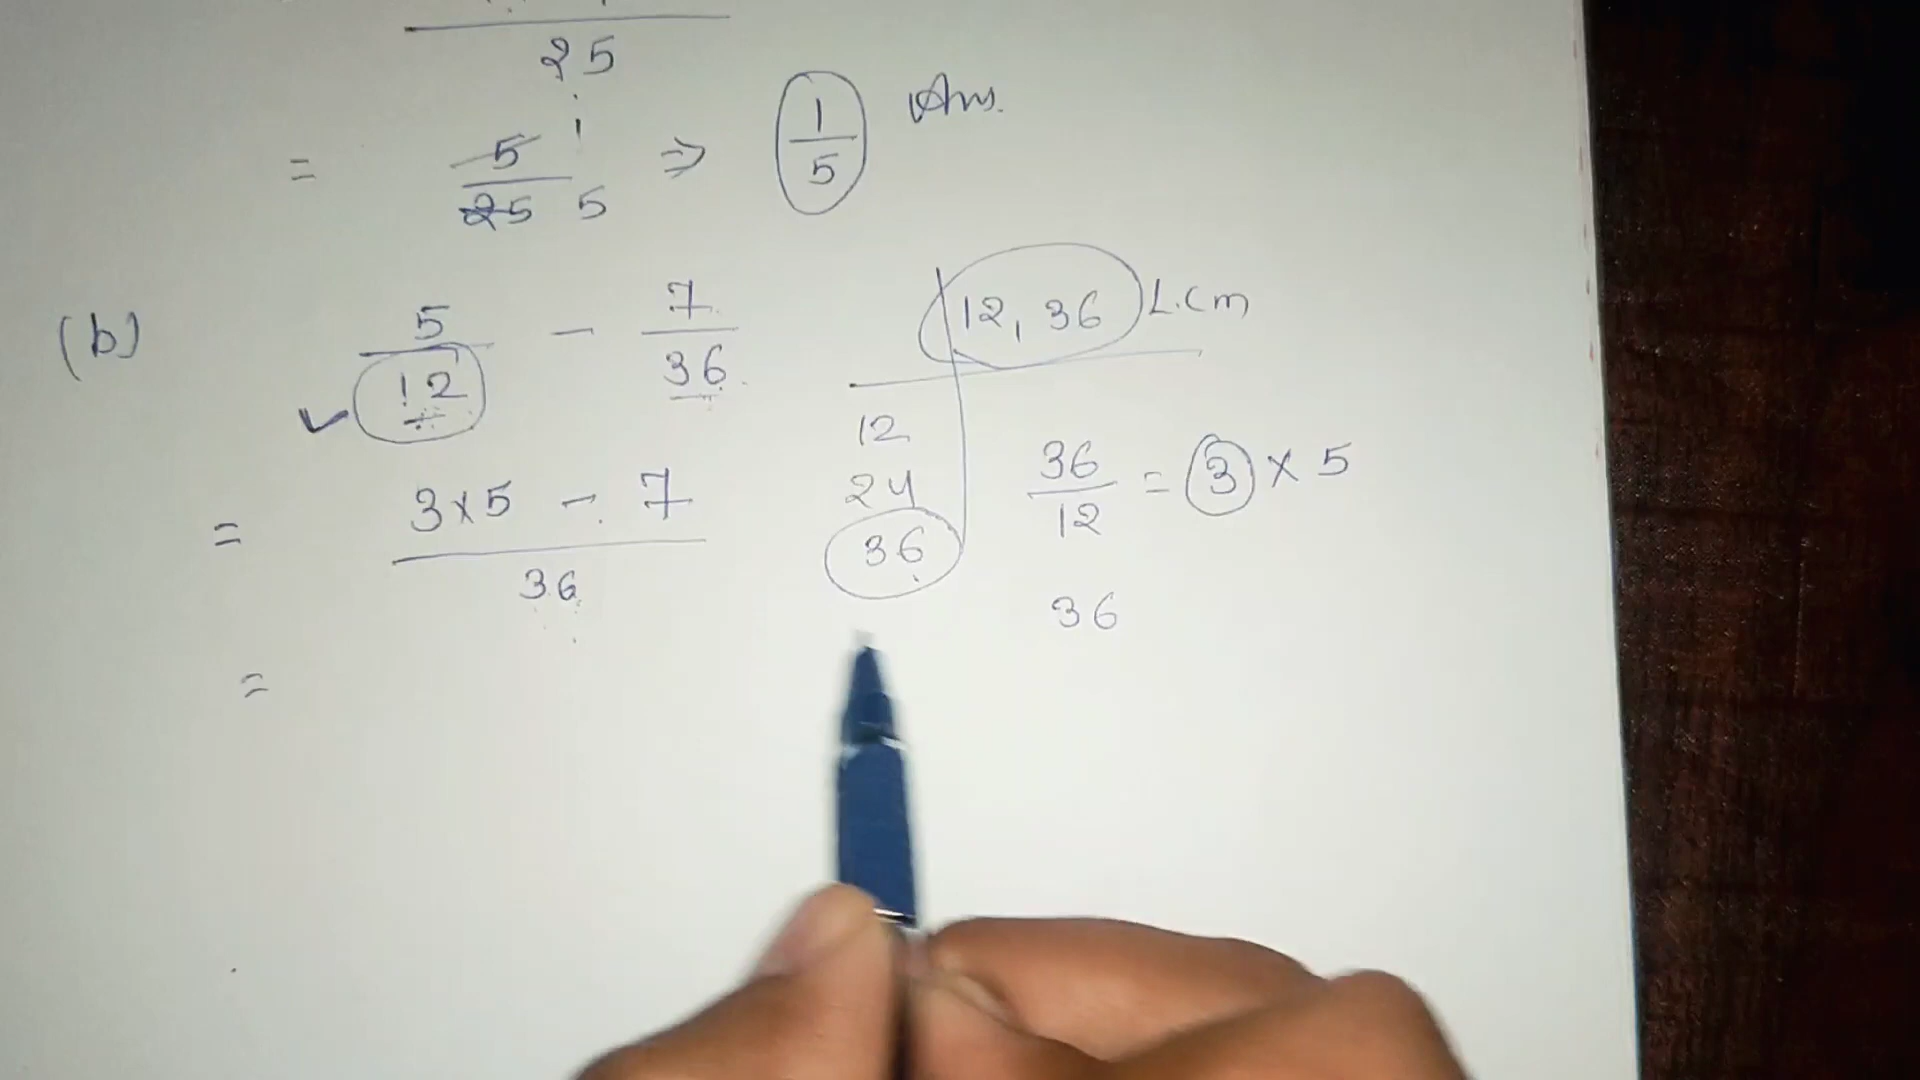 25
= 5/25 1 5 ⇒ 1/5 Ans.
(b) 5/12 - 7/36
12, 36 L.cm
12
24
36
36/12 = 3 × 5
36
= 3×5 - 7 / 36
=